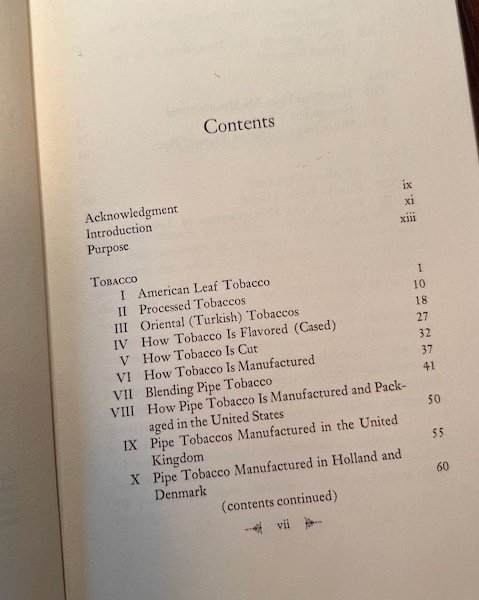 Contents
Acknowledgment ix
Introduction xi
Purpose xiii
Tobacco
I American Leaf Tobacco 1
II Processed Tobaccos 10
III Oriental (Turkish) Tobaccos 18
IV How Tobacco Is Flavored (Cased) 27
V How Tobacco Is Cut 32
VI How Tobacco Is Manufactured 37
VII Blending Pipe Tobacco 41
VIII How Pipe Tobacco Is Manufactured and Pack-
aged in the United States 50
IX Pipe Tobaccos Manufactured in the United
Kingdom 55
X Pipe Tobacco Manufactured in Holland and
Denmark 60
(contents continued)
vii